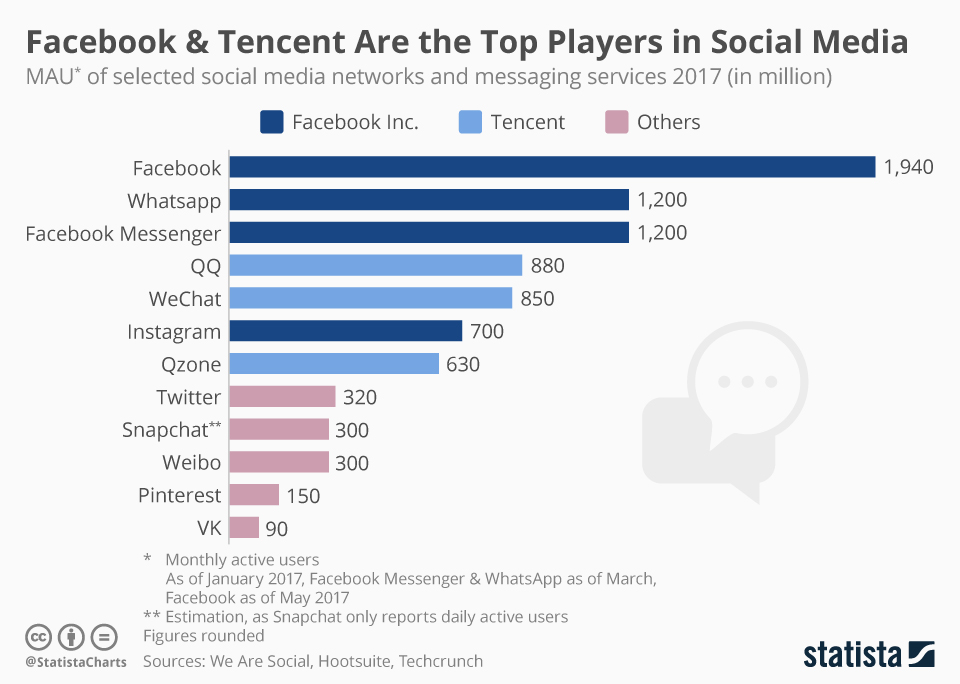 Facebook & Tencent Are the Top Players in Social Media
MAU* of selected social media networks and messaging services 2017 (in million)
Facebook Inc. Tencent Others
Facebook 1,940
Whatsapp 1,200
Facebook Messenger 1,200
QQ 880
WeChat 850
Instagram 700
Qzone 630
Twitter 320
Snapchat** 300
Weibo 300
Pinterest 150
VK 90
* Monthly active users
As of January 2017, Facebook Messenger & WhatsApp as of March,
Facebook as of May 2017
** Estimation, as Snapchat only reports daily active users
Figures rounded
@StatistaCharts Sources: We Are Social, Hootsuite, Techcrunch
cc
statista